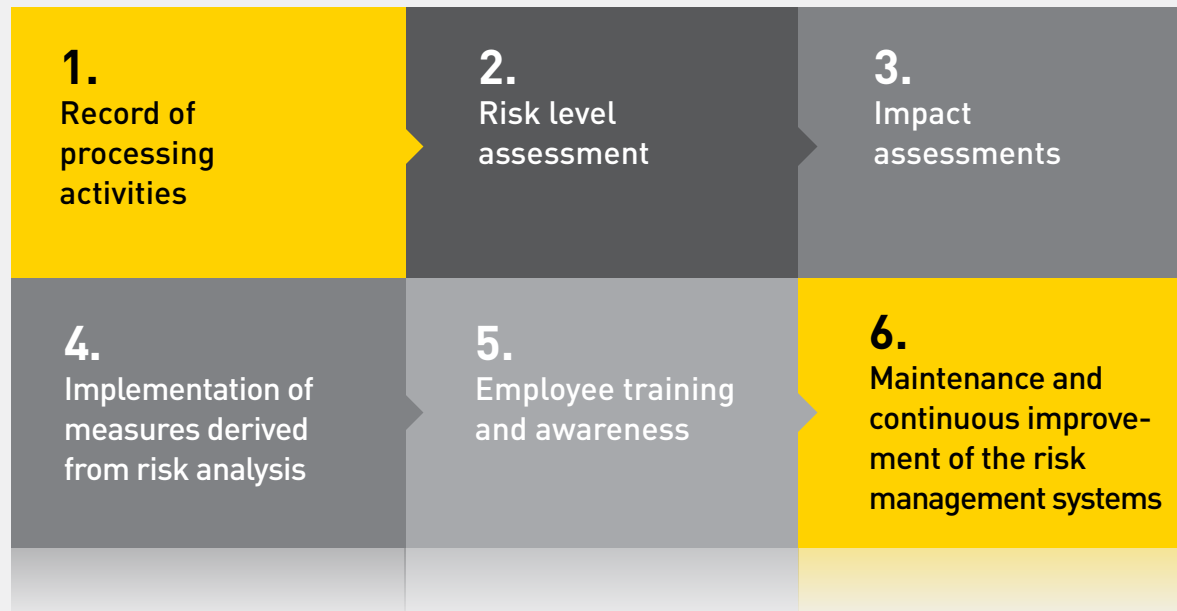 1.
Record of
processing
activities
2.
Risk level
assessment
3.
Impact
assessments
4.
Implementation of
measures derived
from risk analysis
5.
Employee training
and awareness
6.
Maintenance and
continuous improve-
ment of the risk
management systems